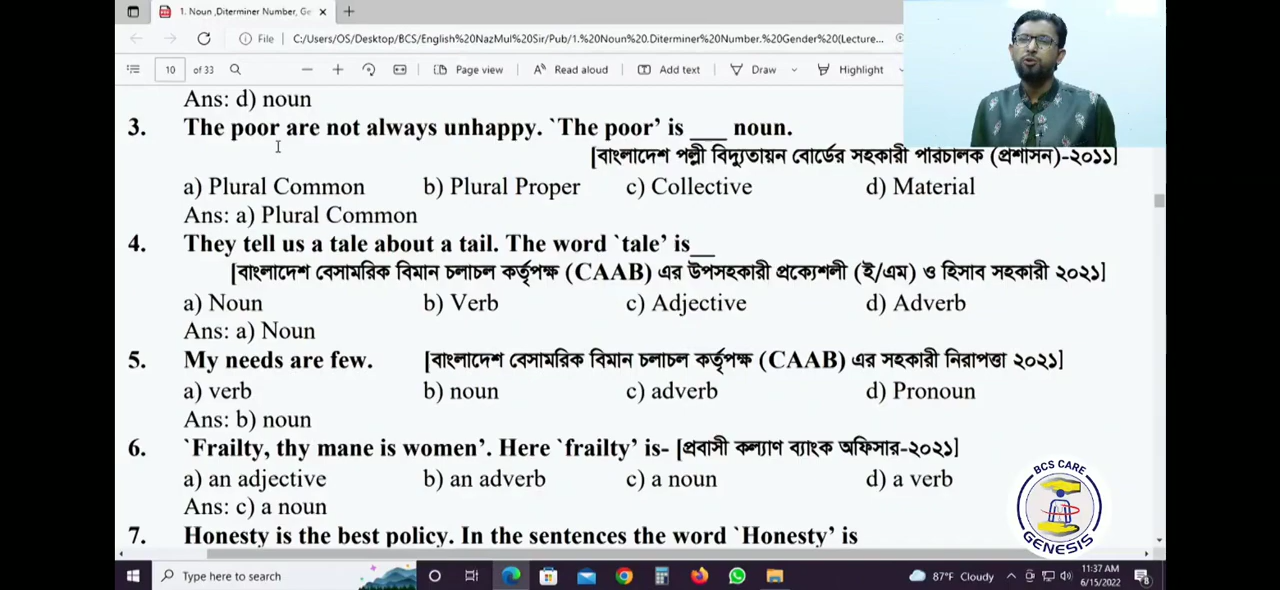 1. Noun ,Diterminer Number, Ge
File C:/Users/OS/Desktop/BCS/English%20NazMul%20Sir/Pub/1.%20Noun%20.Diterminer%20Number.%20Gender%20(Lecture...
10 of 33 Page view Read aloud Add text Draw Highlight
Ans: d) noun
3. The poor are not always unhappy. `The poor’ is ___ noun.
[বাংলাদেশ পল্লী বিদ্যুতায়ন বোর্ডের সহকারী পরিচালক (প্রশাসন)-২০১১]
a) Plural Common b) Plural Proper c) Collective d) Material
Ans: a) Plural Common
4. They tell us a tale about a tail. The word `tale’ is__
[বাংলাদেশ বেসামরিক বিমান চলাচল কর্তৃপক্ষ (CAAB) এর উপসহকারী প্রকৌশলী (ই/এম) ও হিসাব সহকারী ২০২১]
a) Noun b) Verb c) Adjective d) Adverb
Ans: a) Noun
5. My needs are few. [বাংলাদেশ বেসামরিক বিমান চলাচল কর্তৃপক্ষ (CAAB) এর সহকারী নিরাপত্তা ২০২১]
a) verb b) noun c) adverb d) Pronoun
Ans: b) noun
6. `Frailty, thy mane is women’. Here `frailty’ is- [প্রবাসী কল্যাণ ব্যাংক অফিসার-২০২১]
a) an adjective b) an adverb c) a noun d) a verb
Ans: c) a noun
7. Honesty is the best policy. In the sentences the word `Honesty’ is
BCS CARE
GENESIS
Type here to search 87°F Cloudy 11:37 AM
6/15/2022
8